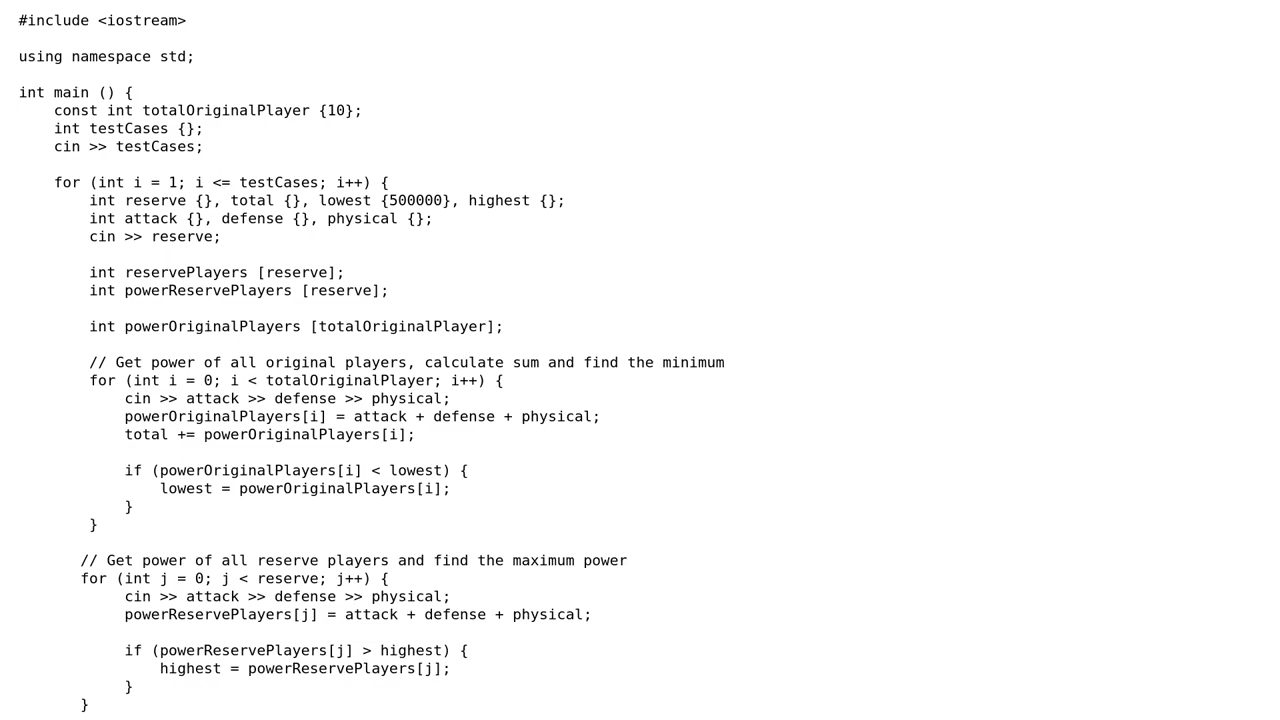 #include <iostream>

using namespace std;

int main () {
    const int totalOriginalPlayer {10};
    int testCases {};
    cin >> testCases;

    for (int i = 1; i <= testCases; i++) {
        int reserve {}, total {}, lowest {500000}, highest {};
        int attack {}, defense {}, physical {};
        cin >> reserve;

        int reservePlayers [reserve];
        int powerReservePlayers [reserve];

        int powerOriginalPlayers [totalOriginalPlayer];

        // Get power of all original players, calculate sum and find the minimum
        for (int i = 0; i < totalOriginalPlayer; i++) {
            cin >> attack >> defense >> physical;
            powerOriginalPlayers[i] = attack + defense + physical;
            total += powerOriginalPlayers[i];

            if (powerOriginalPlayers[i] < lowest) {
                lowest = powerOriginalPlayers[i];
            }
        }

       // Get power of all reserve players and find the maximum power
       for (int j = 0; j < reserve; j++) {
            cin >> attack >> defense >> physical;
            powerReservePlayers[j] = attack + defense + physical;

            if (powerReservePlayers[j] > highest) {
                highest = powerReservePlayers[j];
            }
       }